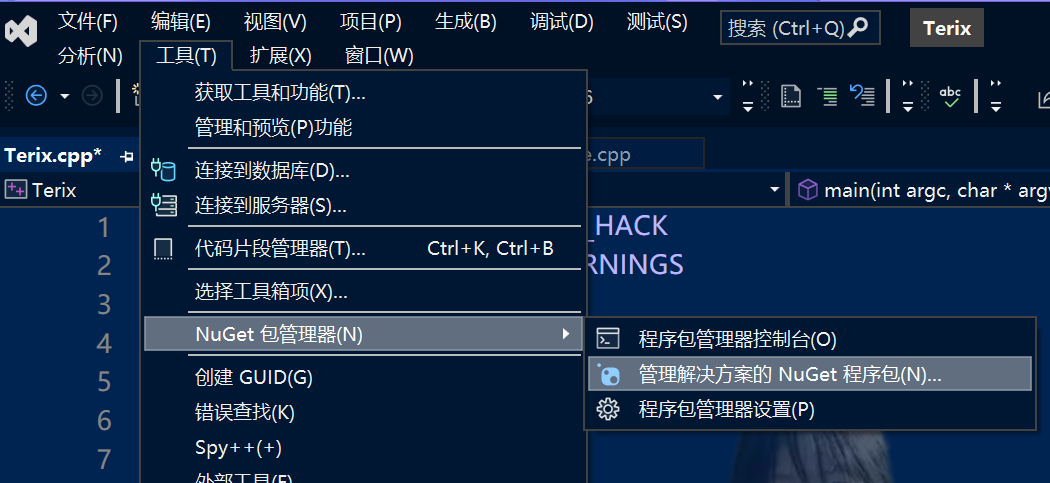 文件(F) 编辑(E) 视图(V) 项目(P) 生成(B) 调试(D) 测试(S) 搜索 (Ctrl+Q) Terix
分析(N) 工具(T) 扩展(X) 窗口(W)
获取工具和功能(T)...
管理和预览(P)功能
Terix.cpp*
.cpp
连接到数据库(D)...
Terix
main(int argc, char * argv
连接到服务器(S)...
1
_HACK
代码片段管理器(T)... Ctrl+K, Ctrl+B
2
RNINGS
选择工具箱项(X)...
3
NuGet 包管理器(N)
4
程序包管理器控制台(O)
管理解决方案的 NuGet 程序包(N)...
程序包管理器设置(P)
创建 GUID(G)
5
错误查找(K)
6
Spy++(+)
7
外部工具(E)
abc